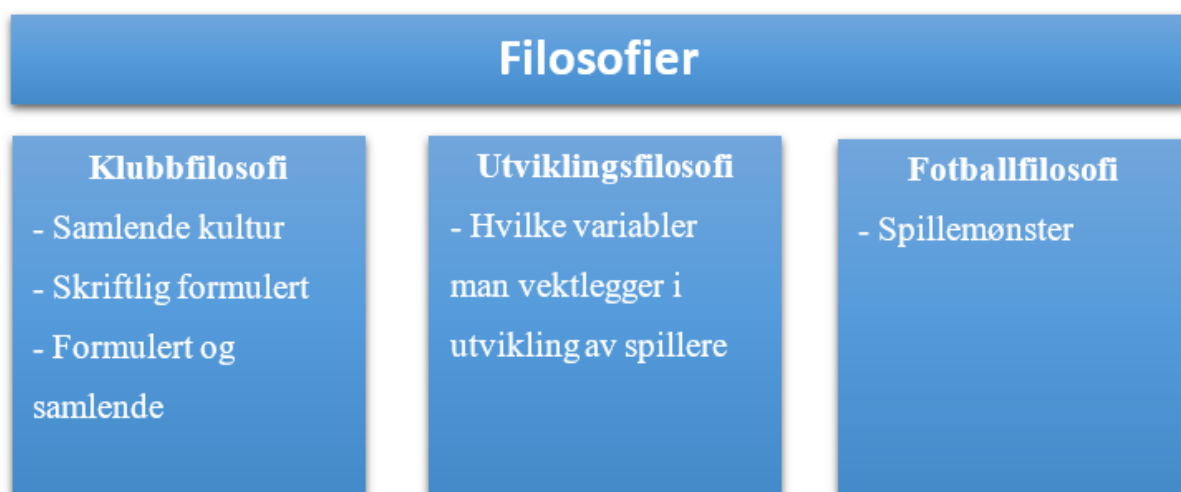 Filosofier
Klubbfilosofi
- Samlende kultur
- Skriftlig formulert
- Formulert og
samlende
Utviklingsfilosofi
- Hvilke variabler
man vektlegger i
utvikling av spillere
Fotballfilosofi
- Spillemønster